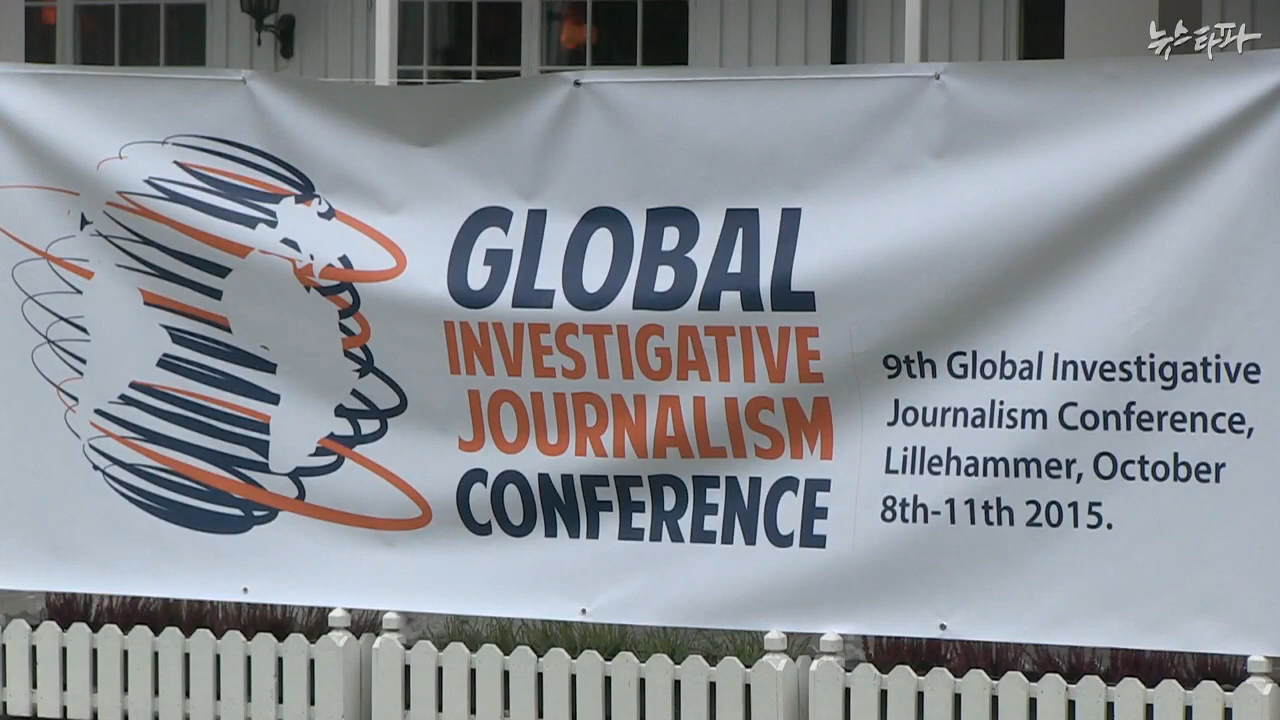 뉴스타파
GLOBAL
INVESTIGATIVE
JOURNALISM
CONFERENCE
9th Global Investigative
Journalism Conference,
Lillehammer, October
8th-11th 2015.